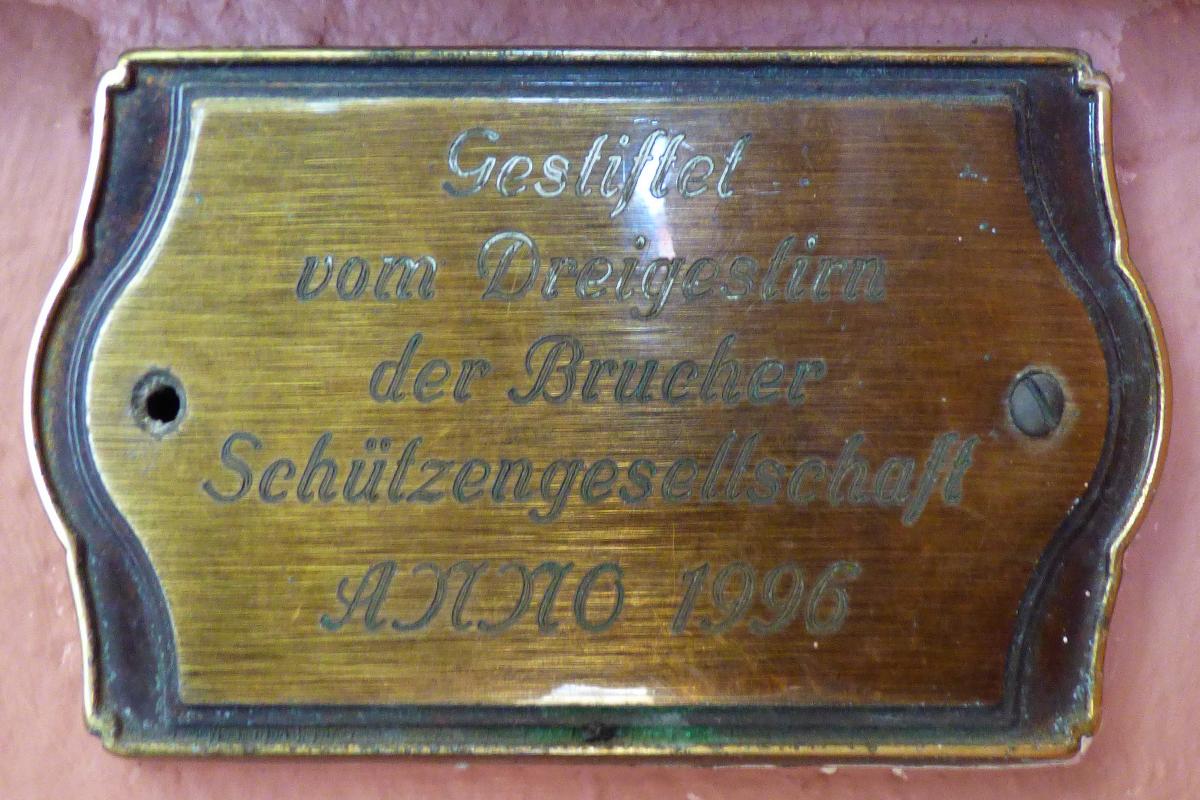 Gestiftet
vom Dreigestirn
der Brucher
Schützengesellschaft
ANNO 1996